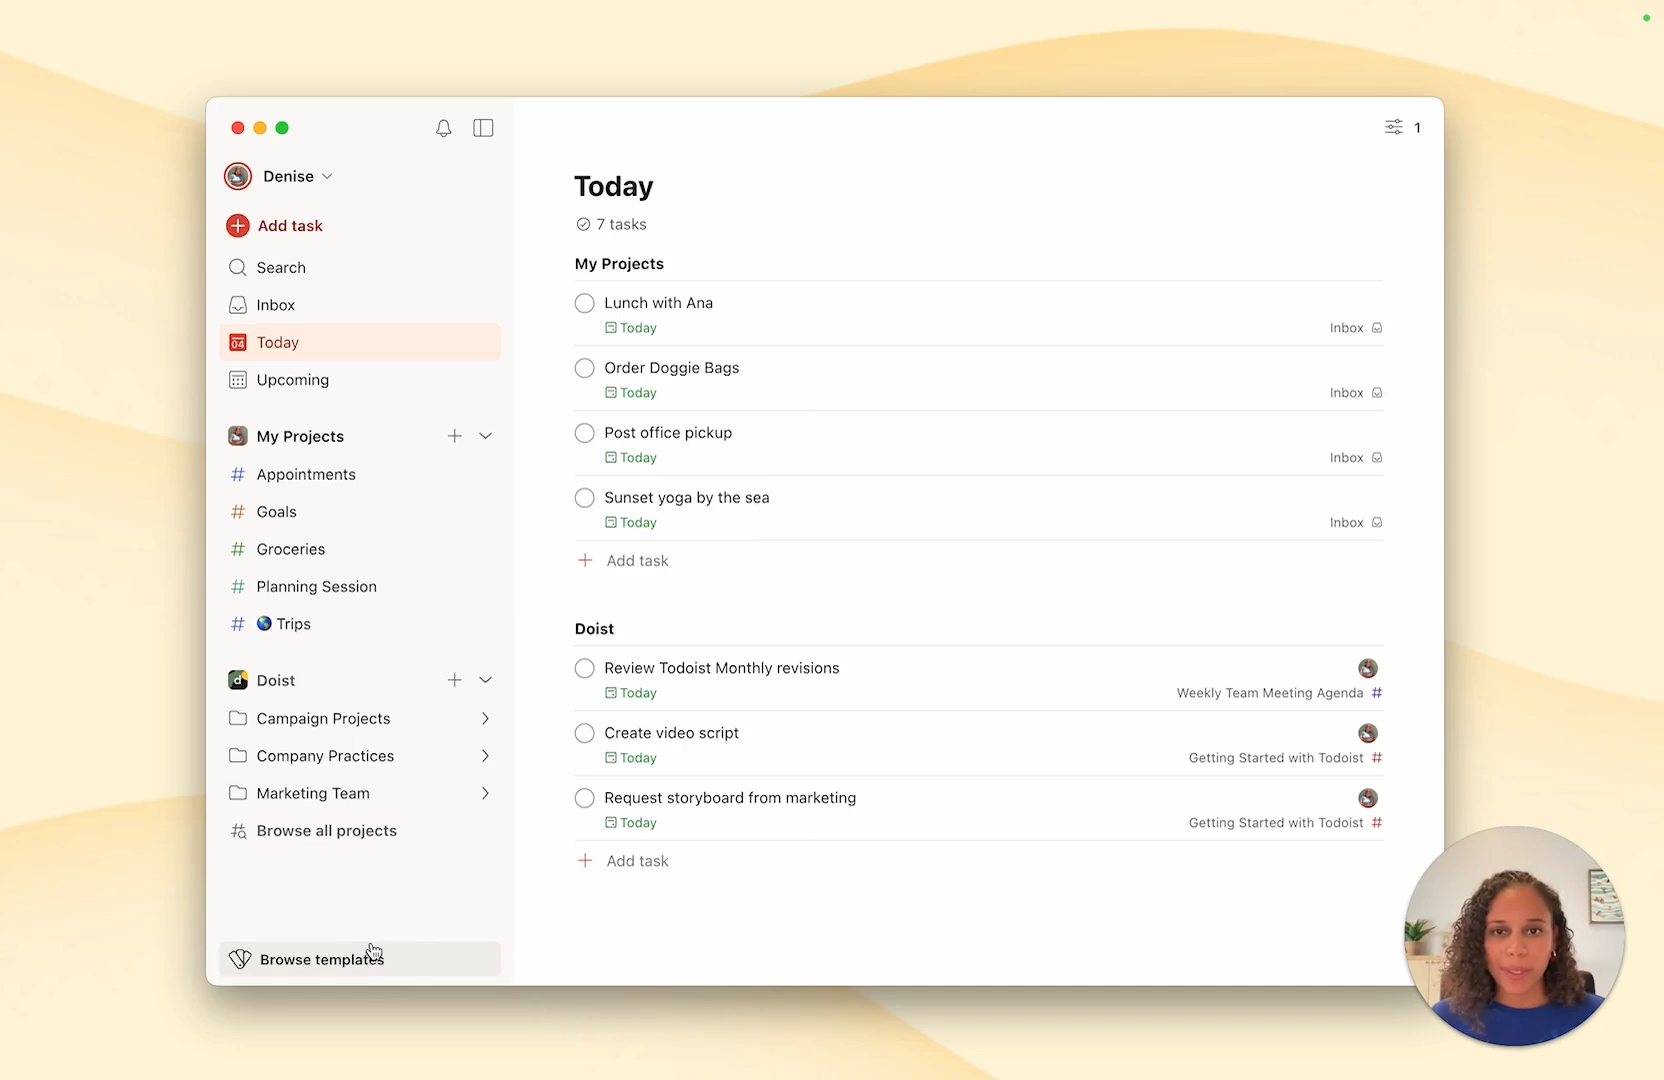 Denise
Add task
Search
Inbox
04
Today
Upcoming
My Projects
# Appointments
# Goals
# Groceries
# Planning Session
# Trips
d
Doist
Campaign Projects
Company Practices
Marketing Team
Browse all projects
Browse templates
1
Today
7 tasks
My Projects
Lunch with Ana
Today
Inbox
Order Doggie Bags
Today
Inbox
Post office pickup
Today
Inbox
Sunset yoga by the sea
Today
Inbox
Add task
Doist
Review Todoist Monthly revisions
Today
Weekly Team Meeting Agenda #
Create video script
Today
Getting Started with Todoist #
Request storyboard from marketing
Today
Getting Started with Todoist #
Add task